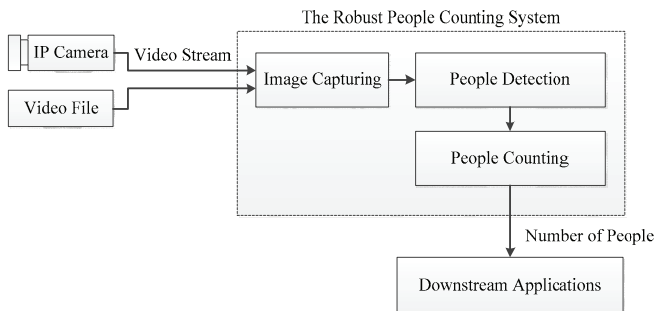 The Robust People Counting System
IP Camera
Video Stream
Image Capturing
People Detection
Video File
People Counting
Number of People
Downstream Applications